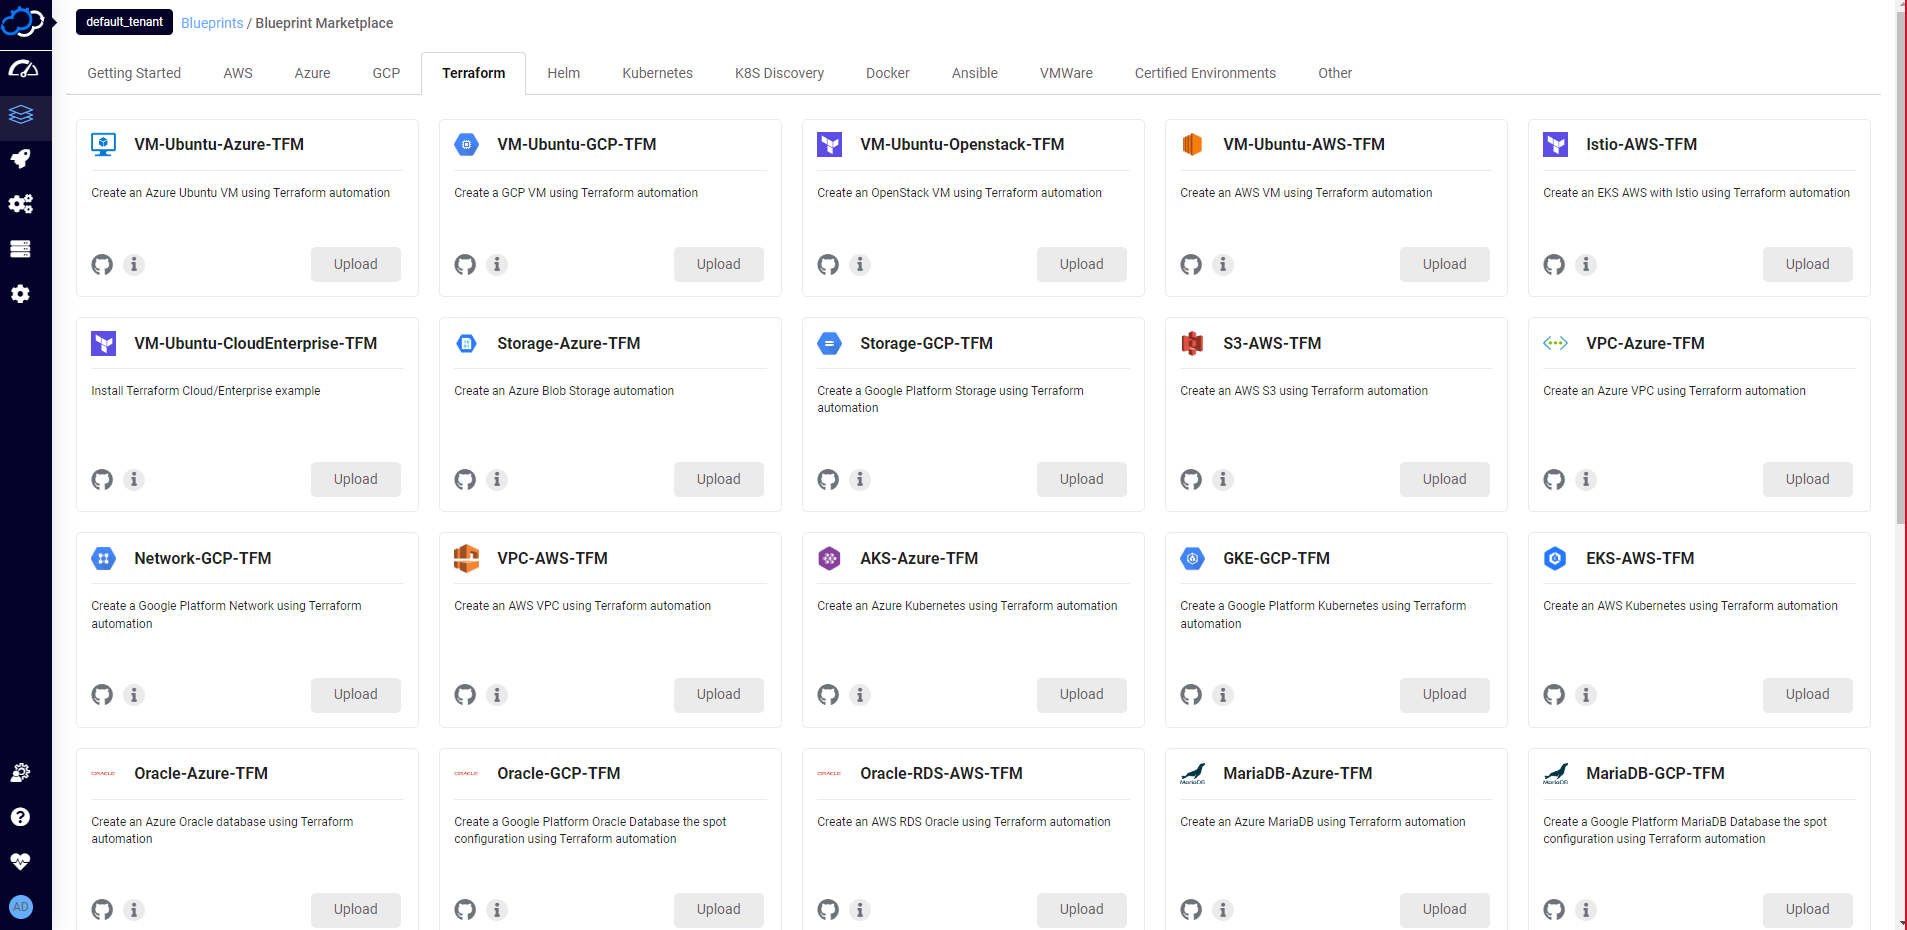 default_tenant Blueprints / Blueprint Marketplace
Getting Started AWS Azure GCP Terraform Helm Kubernetes K8S Discovery Docker Ansible VMWare Certified Environments Other
VM-Ubuntu-Azure-TFM
Create an Azure Ubuntu VM using Terraform automation
Upload
VM-Ubuntu-GCP-TFM
Create a GCP VM using Terraform automation
Upload
VM-Ubuntu-Openstack-TFM
Create an OpenStack VM using Terraform automation
Upload
VM-Ubuntu-AWS-TFM
Create an AWS VM using Terraform automation
Upload
Istio-AWS-TFM
Create an EKS AWS with Istio using Terraform automation
Upload
VM-Ubuntu-CloudEnterprise-TFM
Install Terraform Cloud/Enterprise example
Upload
Storage-Azure-TFM
Create an Azure Blob Storage automation
Upload
Storage-GCP-TFM
Create a Google Platform Storage using Terraform
automation
Upload
S3-AWS-TFM
Create an AWS S3 using Terraform automation
Upload
VPC-Azure-TFM
Create an Azure VPC using Terraform automation
Upload
Network-GCP-TFM
Create a Google Platform Network using Terraform
automation
Upload
VPC-AWS-TFM
Create an AWS VPC using Terraform automation
Upload
AKS-Azure-TFM
Create an Azure Kubernetes using Terraform automation
Upload
GKE-GCP-TFM
Create a Google Platform Kubernetes using Terraform
automation
Upload
EKS-AWS-TFM
Create an AWS Kubernetes using Terraform automation
Upload
ORACLE Oracle-Azure-TFM
Create an Azure Oracle database using Terraform
automation
Upload
ORACLE Oracle-GCP-TFM
Create a Google Platform Oracle Database the spot
configuration using Terraform automation
Upload
ORACLE Oracle-RDS-AWS-TFM
Create an AWS RDS Oracle using Terraform automation
Upload
MariaDB MariaDB-Azure-TFM
Create an Azure MariaDB using Terraform automation
Upload
MariaDB MariaDB-GCP-TFM
Create a Google Platform MariaDB Database the spot
configuration using Terraform automation
Upload
AD